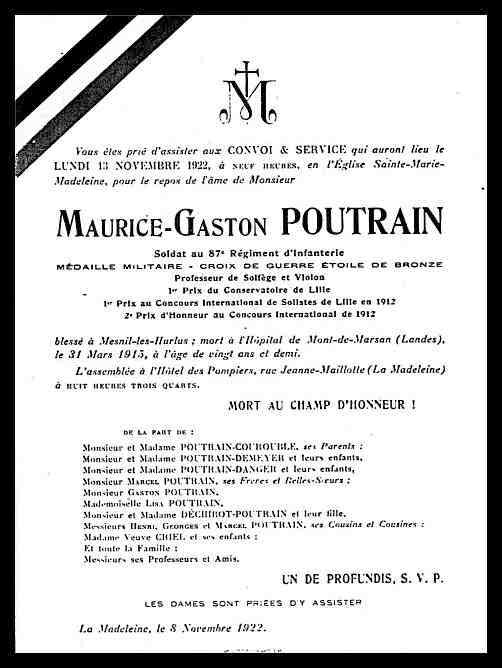 M
Vous êtes prié d'assister aux CONVOI & SERVICE qui auront lieu le
LUNDI 13 NOVEMBRE 1922, à NEUF HEURES, en l'Église Sainte-Marie-
Madeleine, pour le repos de l'âme de Monsieur
MAURICE-GASTON POUTRAIN
Soldat au 87e Régiment d'Infanterie
MÉDAILLE MILITAIRE - CROIX DE GUERRE ÉTOILE DE BRONZE
Professeur de Solfège et Violon
1er Prix du Conservatoire de Lille
1er Prix au Concours International de Solistes de Lille en 1912
2e Prix d'Honneur au Concours International de 1912
blessé à Mesnil-les-Hurlus ; mort à l'Hôpital de Mont-de-Marsan (Landes),
le 31 Mars 1915, à l'âge de vingt ans et demi.
L'assemblée à l'Hôtel des Pompiers, rue Jeanne-Maillotte (La Madeleine)
à HUIT HEURES TROIS QUARTS.
MORT AU CHAMP D'HONNEUR !
DE LA PART DE :
Monsieur et Madame POUTRAIN-COUROUBLE, ses Parents ;
Monsieur et Madame POUTRAIN-DEMEYER et leurs enfants,
Monsieur et Madame POUTRAIN-DANGER et leurs enfants,
Monsieur MARCEL POUTRAIN, ses Frères et Belles-Sœurs ;
Monsieur GASTON POUTRAIN,
Mademoiselle LISA POUTRAIN,
Monsieur et Madame DÉCHIROT-POUTRAIN et leur fille,
Messieurs HENRI, GEORGES et MARCEL POUTRAIN, ses Cousins et Cousines ;
Madame Veuve CRIEL et ses enfants ;
Et toute la Famille ;
Messieurs ses Professeurs et Amis.
UN DE PROFUNDIS, S. V. P.
LES DAMES SONT PRIÉES D'Y ASSISTER
La Madeleine, le 8 Novembre 1922.